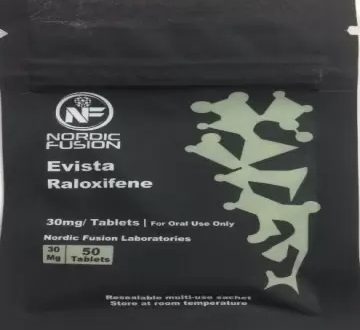 NF
NORDIC
FUSION
Evista
Raloxifene
30mg/ Tablets | For Oral Use Only
Nordic Fusion Laboratories
30 Mg
50 Tablets
Resealable multi-use sachet
Store at room temperature